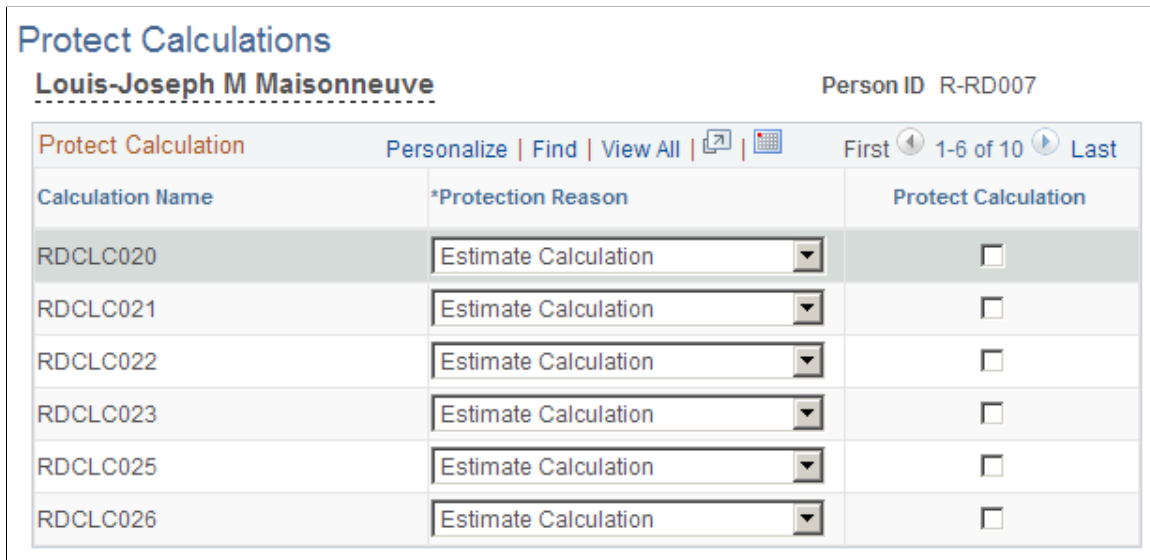 Protect Calculations
Louis-Joseph M Maisonneuve Person ID R-RD007
Protect Calculation Personalize | Find | View All | | First 1-6 of 10 Last
Calculation Name *Protection Reason Protect Calculation
RDCLC020 Estimate Calculation
RDCLC021 Estimate Calculation
RDCLC022 Estimate Calculation
RDCLC023 Estimate Calculation
RDCLC025 Estimate Calculation
RDCLC026 Estimate Calculation